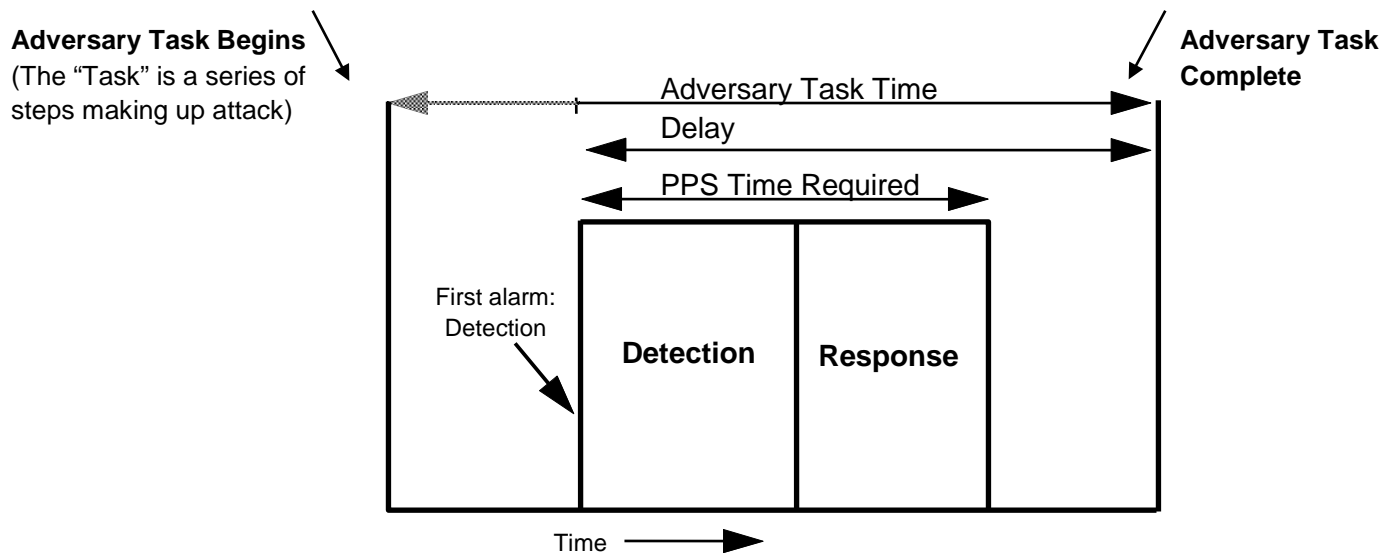 Adversary Task Begins
(The “Task” is a series of
steps making up attack)
Adversary Task
Complete
Adversary Task Time
Delay
PPS Time Required
First alarm:
Detection
Detection
Response
Time